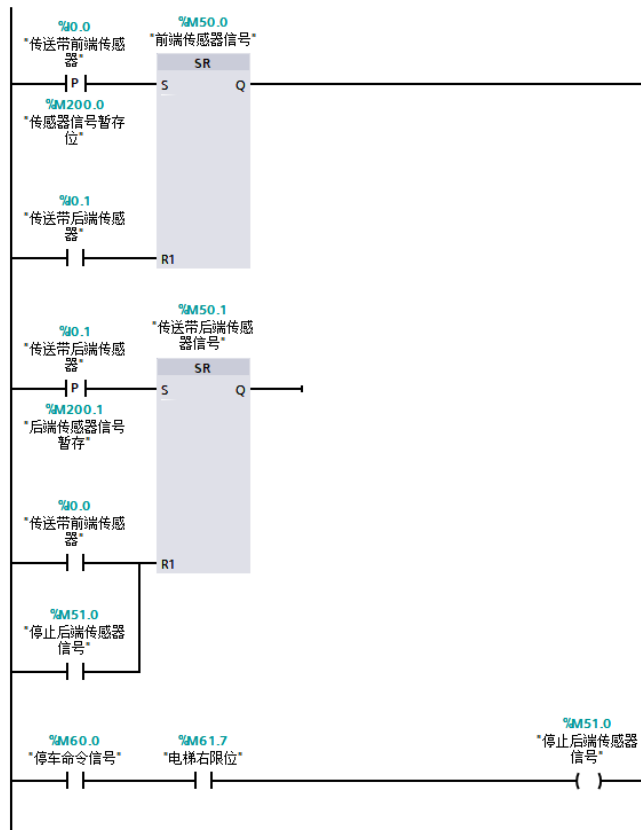 %I0.0
"传送带前端传感
器"
P
%M200.0
"传感器信号暂存
位"
%M50.0
"前端传感器信号"
SR
S
Q
%I0.1
"传送带后端传感
器"
R1
%M50.1
"传送带后端传感
器信号"
%I0.1
"传送带后端传感
器"
P
SR
S
Q
%M200.1
"后端传感器信号
暂存"
%I0.0
"传送带前端传感
器"
R1
%M51.0
"停止后端传感器
信号"
%M60.0
"停车命令信号"
%M61.7
"电梯右限位"
%M51.0
"停止后端传感器
信号"